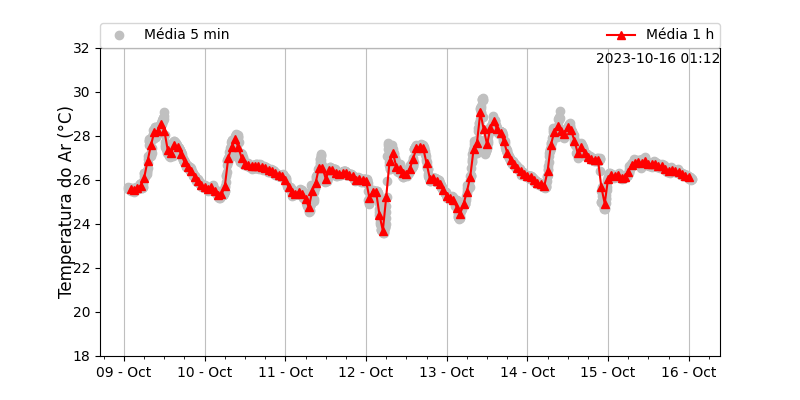 Média 5 min
Média 1 h
2023-10-16 01:12
Temperatura do Ar (°C)
32
30
28
26
24
22
20
18
09 - Oct
10 - Oct
11 - Oct
12 - Oct
13 - Oct
14 - Oct
15 - Oct
16 - Oct